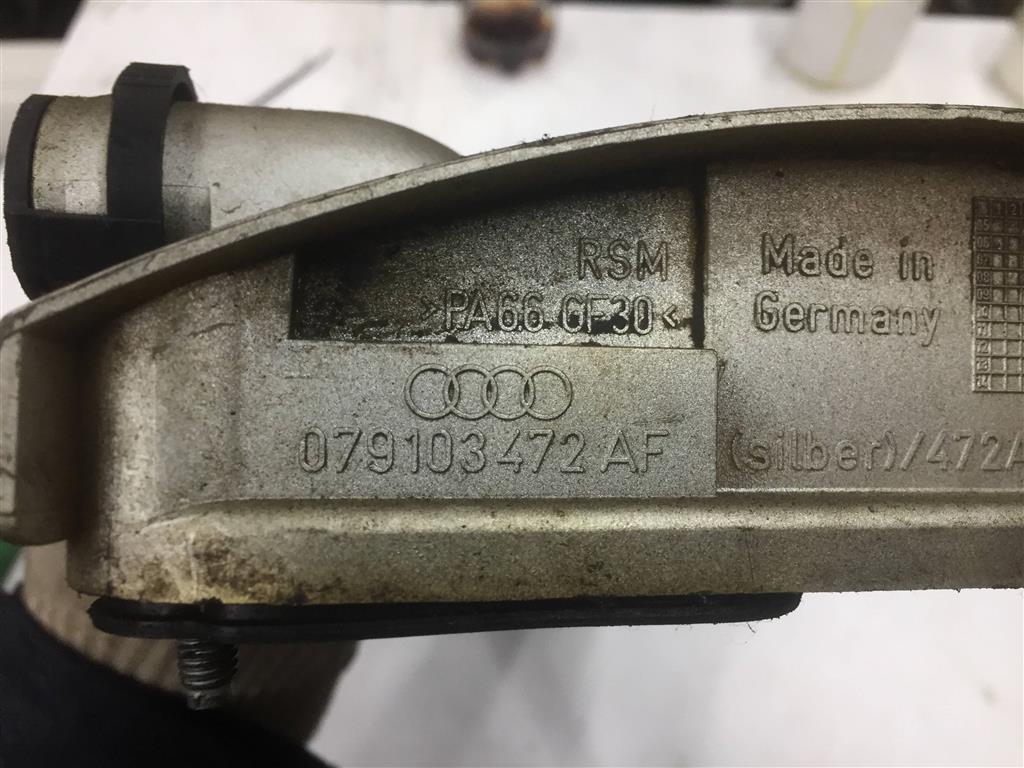 RSM
>PA66 GF30<
Made in
Germany
079103472 AF
(silber)/472A